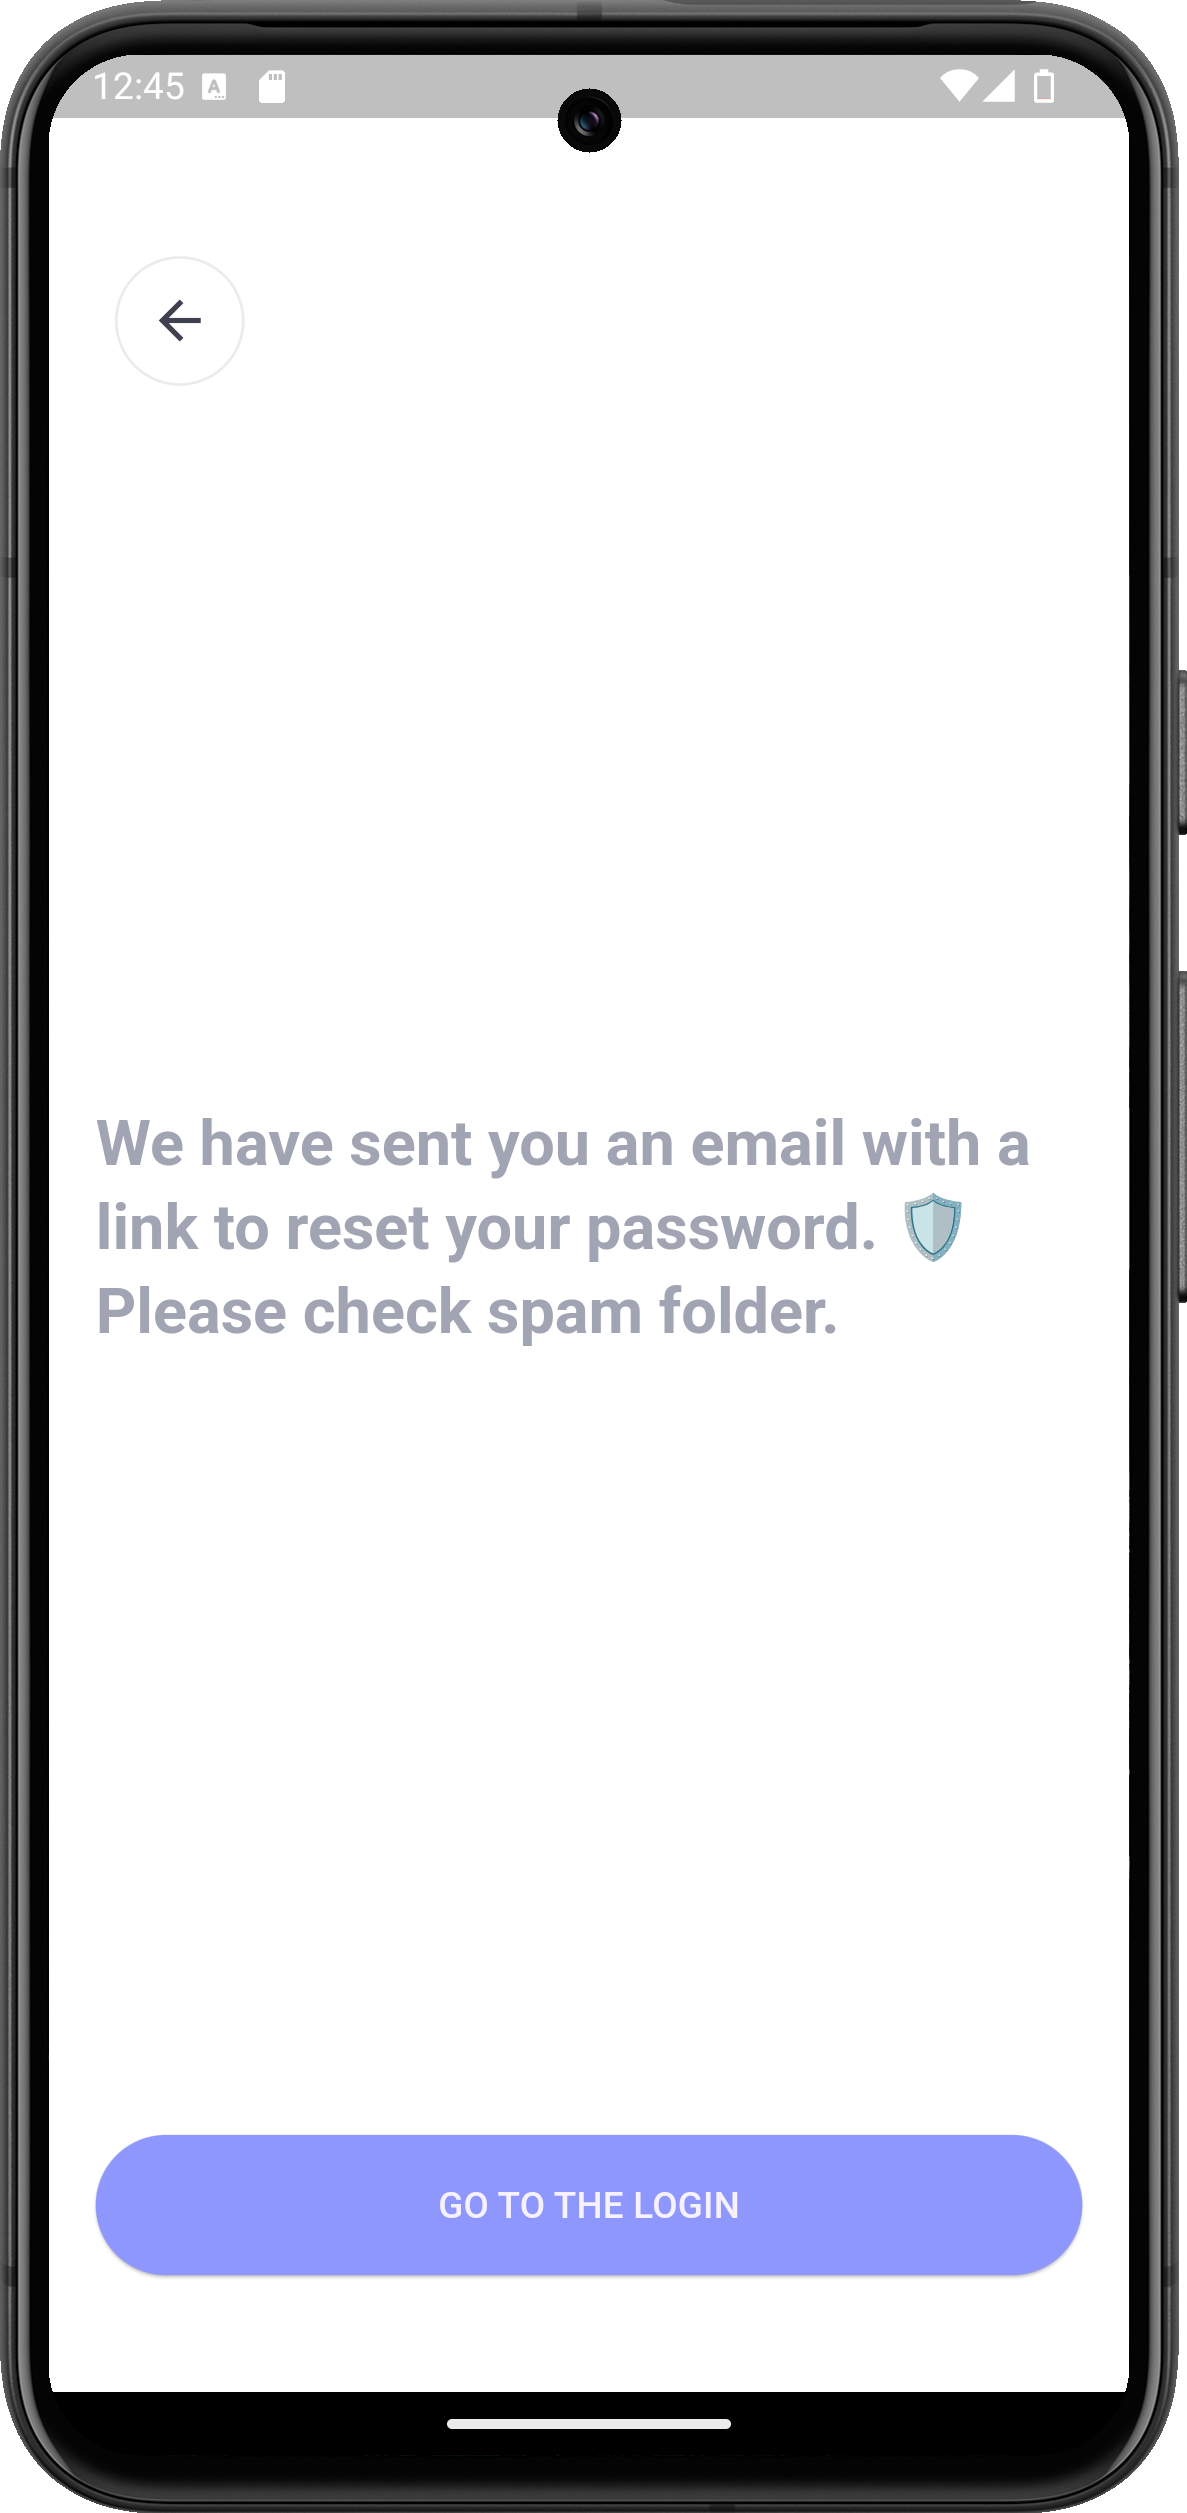 12:45
We have sent you an email with a
link to reset your password. 🛡️
Please check spam folder.
GO TO THE LOGIN